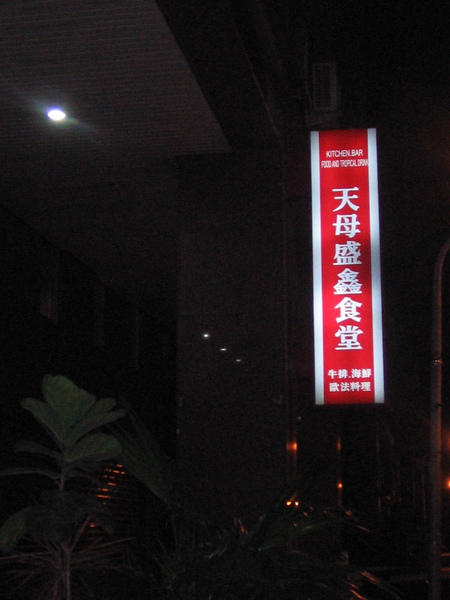 KITCHEN.BAR
FOOD AND TROPICAL DRINK
天母盛鑫食堂
牛排.海鮮
歐法料理